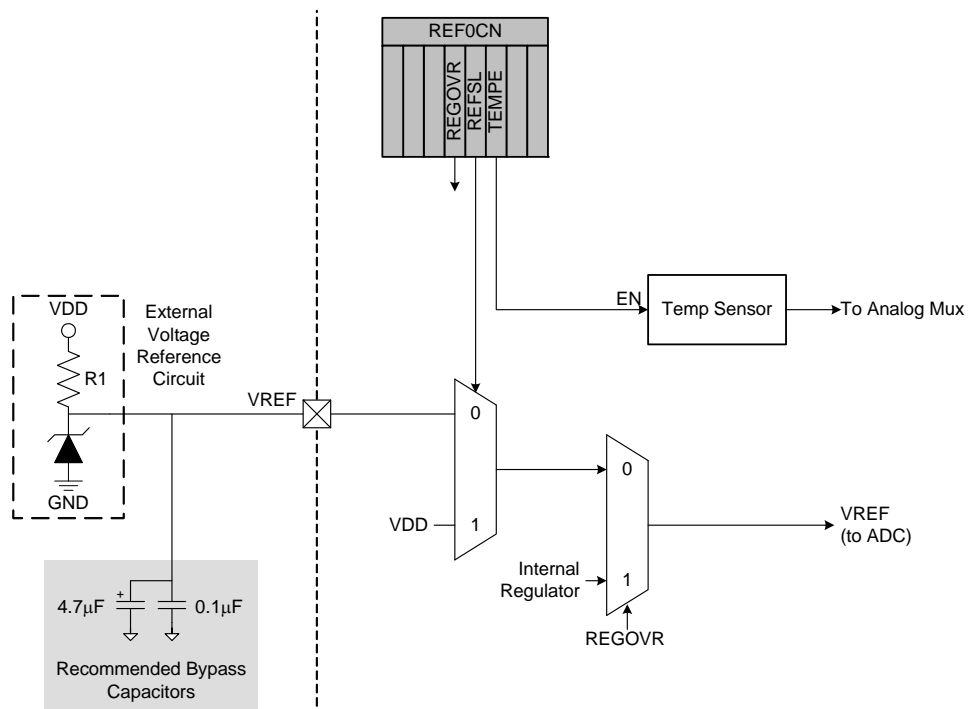 REF0CN
REGOVR
REFSL
TEMPE
EN
Temp Sensor
To Analog Mux
VDD
R1
GND
External
Voltage
Reference
Circuit
VREF
0
1
VDD
0
1
Internal
Regulator
REGOVR
VREF
(to ADC)
4.7μF
+
0.1μF
Recommended Bypass
Capacitors